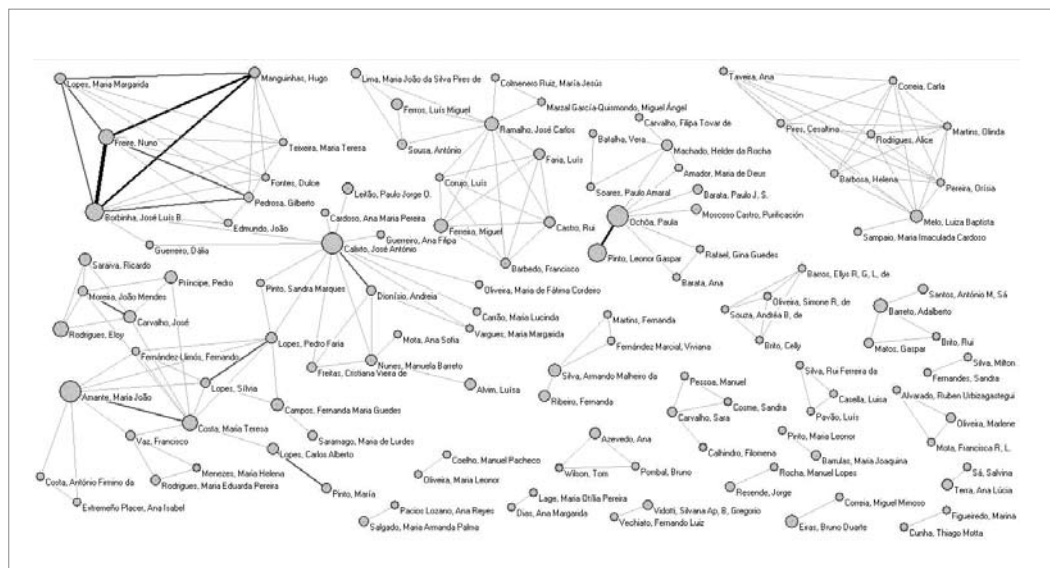 Lopes, Maria Margarida
Manguinhas, Hugo
Freire, Nuno
Teixeira, Maria Teresa
Fontes, Dulce
Pedrosa, Gilberto
Borbinha, José Luís B.
Edmundo, João
Guerreiro, Dália
Lima, Maria João da Silva Pires de
Colmenero Ruiz, María Jesús
Ferros, Luís Miguel
Marzal García-Quismondo, Miguel Ángel
Ramalho, José Carlos
Sousa, António
Faria, Luís
Corujo, Luís
Ferreira, Miguel
Castro, Rui
Barbedo, Francisco
Carvalho, Filipa Tovar de
Batalha, Vera
Machado, Helder da Rocha
Amador, Maria de Deus
Soares, Paulo Amaral
Barata, Paulo J. S.
Moscoso Castro, Purificación
Ochôa, Paula
Pinto, Leonor Gaspar
Rafael, Gina Guedes
Barata, Ana
Taveira, Ana
Correia, Carla
Pires, Cesaltina
Rodrigues, Alice
Martins, Olinda
Barbosa, Helena
Pereira, Orísia
Melo, Luiza Baptista
Sampaio, Maria Imaculada Cardoso
Leitão, Paulo Jorge O.
Cardoso, Ana Maria Pereira
Guerreiro, Ana Filipa
Calixto, José António
Saraiva, Ricardo
Príncipe, Pedro
Moreira, João Mendes
Carvalho, José
Rodrigues, Eloy
Pinto, Sandra Marques
Dionísio, Andreia
Oliveira, Maria de Fátima Cordero
Carrão, Maria Lucinda
Vargues, Maria Margarida
Lopes, Pedro Faria
Mota, Ana Sofia
Fernández-Llimós, Fernando
Nunes, Manuela Barreto
Freitas, Cristiana Vieira de
Alvim, Luísa
Lopes, Sílvia
Amante, Maria João
Campos, Fernanda Maria Guedes
Costa, Maria Teresa
Saramago, Maria de Lurdes
Vaz, Francisco
Lopes, Carlos Alberto
Menezes, Maria Helena
Rodrigues, Maria Eduarda Pereira
Pinto, María
Costa, António Firmino da
Extremeño Placer, Ana Isabel
Martins, Fernanda
Fernández Marcial, Viviana
Silva, Armando Malheiro da
Ribeiro, Fernanda
Barros, Ellys R, G, L, de
Oliveira, Simone R, de
Souza, Andréa B, de
Brito, Celly
Santos, António M, Sá
Barreto, Adalberto
Brito, Rui
Matos, Gaspar
Silva, Milton
Fernandes, Sandra
Pessoa, Manuel
Cosme, Sandra
Carvalho, Sara
Calhindro, Filomena
Silva, Rui Ferreira da
Casella, Luisa
Pavão, Luís
Alvarado, Ruben Urbizagastegui
Oliveira, Marlene
Mota, Francisca R, L.
Pinto, Maria Leonor
Barrulas, Maria Joaquina
Azevedo, Ana
Wilson, Tom
Pombal, Bruno
Coelho, Manuel Pacheco
Oliveira, Maria Leonor
Rocha, Manuel Lopes
Resende, Jorge
Sá, Salvina
Terra, Ana Lúcia
Lage, Maria Otília Pereira
Dias, Ana Margarida
Pacios Lozano, Ana Reyes
Salgado, Maria Armanda Palma
Vidotti, Silvana Ap, B, Gregorio
Vechiato, Fernando Luiz
Correia, Miguel Mimoso
Eiras, Bruno Duarte
Figueiredo, Marina
Cunha, Thiago Motta